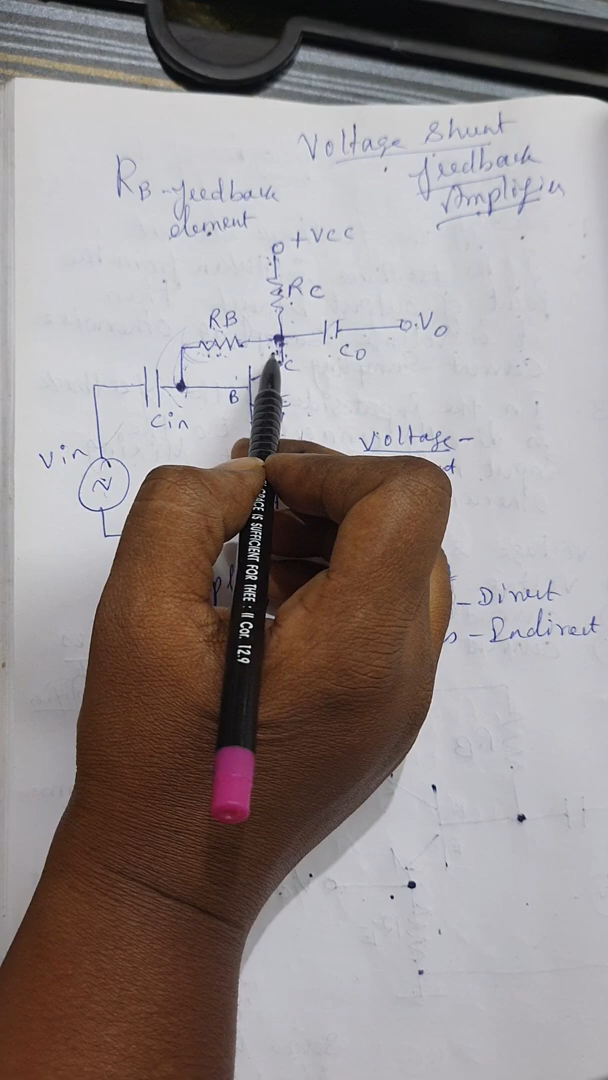 Voltage Shunt
feedback
Amplifier
RB-feedback
element
+VCC
RC
RB
Vo
Co
C
B
E
Cin
Vin
Voltage-
- Direct
- Indirect
SPACE IS SUFFICIENT FOR THEE : II Cor. 12.9